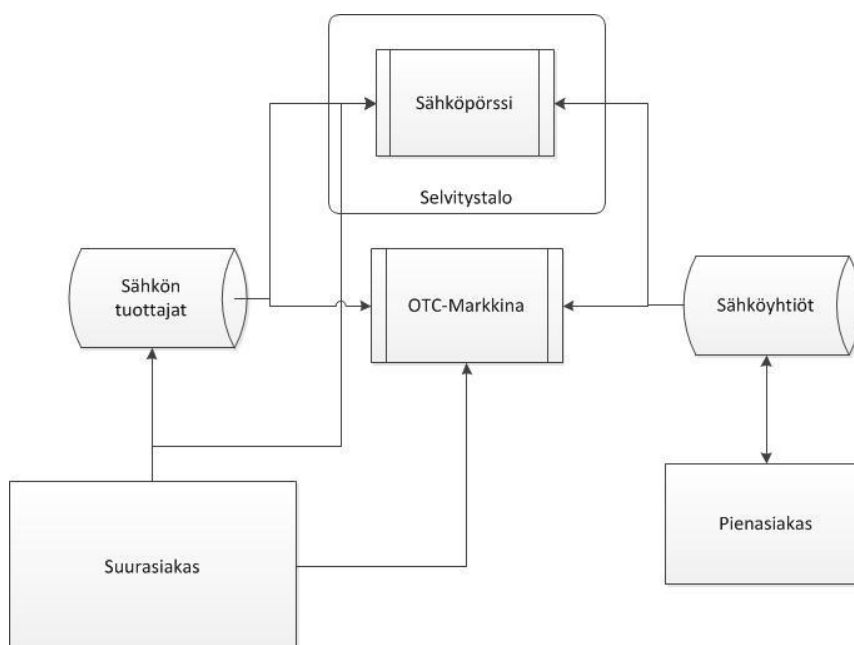 Sähköpörssi
Selvitystalo
Sähkön
tuottajat
OTC-Markkina
Sähköyhtiöt
Suurasiakas
Pienasiakas